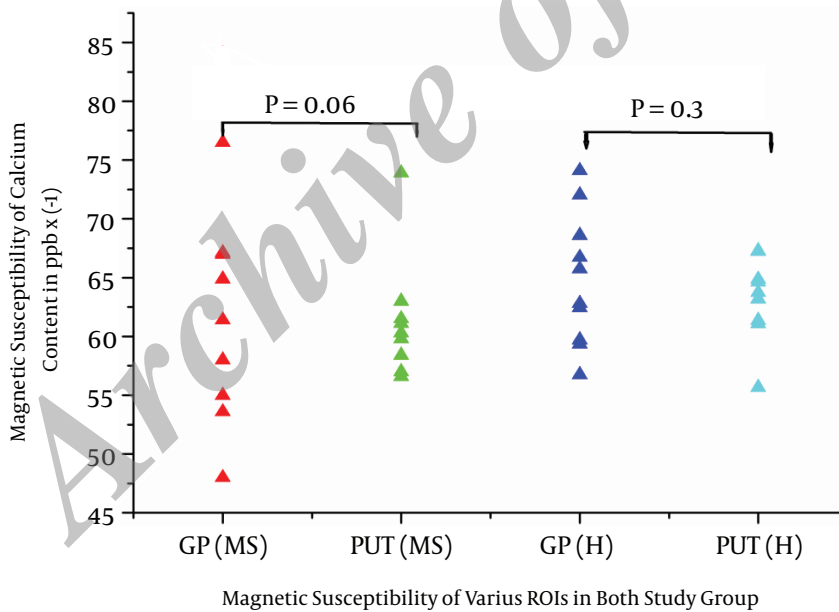 Archive of
85
80
75
70
65
60
55
50
45
Magnetic Susceptibility of Calcium
Content in ppb x (-1)
P = 0.06
P = 0.3
GP (MS)
PUT (MS)
GP (H)
PUT (H)
Magnetic Susceptibility of Varius ROIs in Both Study Group